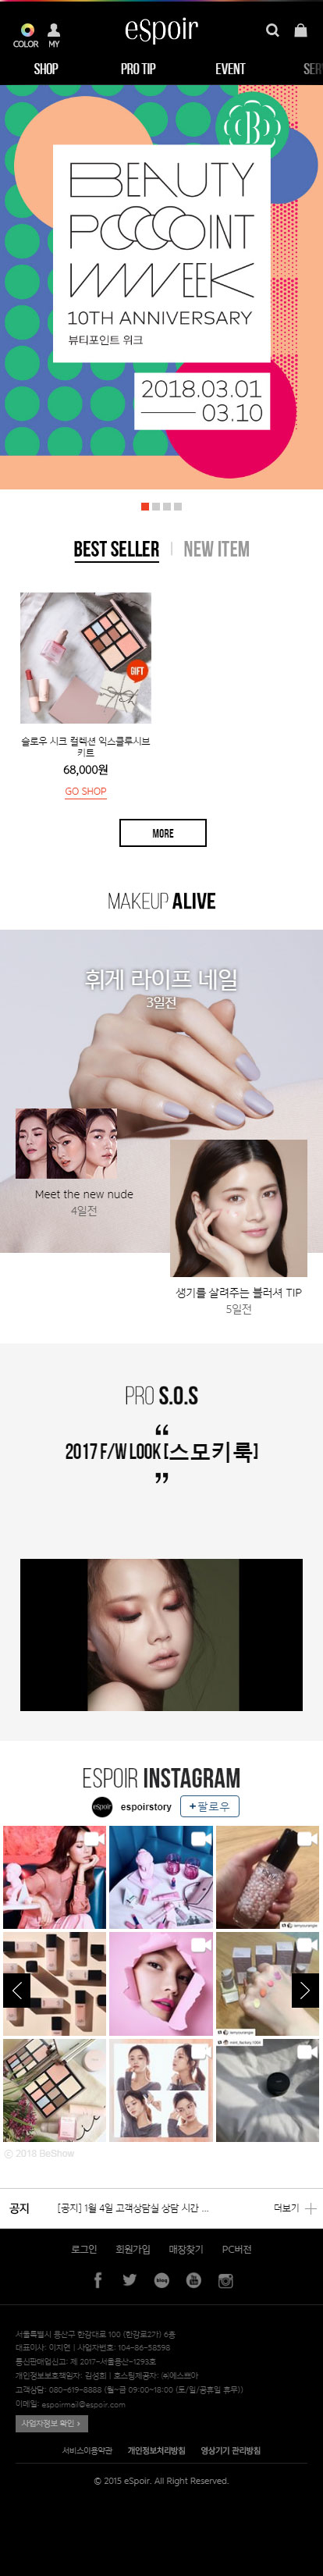 COLOR
MY
eSpoir
SHOP
PRO TIP
EVENT
SER
BEAUTY
POOOINT
WWEEK
10TH ANNIVERSARY
뷰티포인트 위크
2018.03.01
03.10
BEST SELLER
NEW ITEM
GIFT
슬로우 시크 컬렉션 익스클루시브
키트
68,000원
GO SHOP
MORE
MAKEUP ALIVE
휘게 라이프 네일
3일전
Meet the new nude
4일전
생기를 살려주는 블러셔 TIP
5일전
PRO S.O.S
“
2017 F/W LOOK [스모키 룩]
”
ESPOIR INSTAGRAM
eSpoir
espoirstory
+팔로우
© 2018 BeShow
공지
[공지] 1월 4일 고객상담실 상담 시간 ...
더보기
로그인
회원가입
매장찾기
PC버전
blog
You Tube
서울특별시 용산구 한강대로 100 (한강로2가) 6층
대표이사: 이지연 | 사업자번호: 104-86-58598
통신판매업신고: 제 2017-서울용산-1293호
개인정보보호책임자: 김성희 | 호스팅제공자: ㈜에스쁘아
고객상담: 080-619-8888 (월~금 09:00~18:00 (토/일/공휴일 휴무))
이메일: espoirmail@espoir.com
사업자정보 확인 >
서비스이용약관
개인정보처리방침
영상기기 관리방침
© 2015 eSpoir. All Right Reserved.